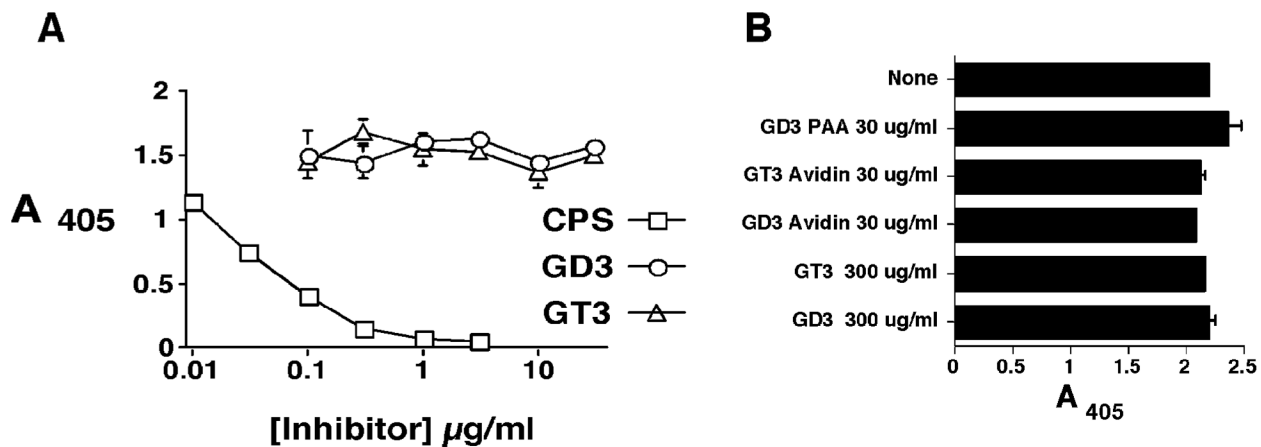 A
B
2
1.5
1
0.5
0
A 405
0.01
0.1
1
10
[Inhibitor] µg/ml
CPS
GD3
GT3
None
GD3 PAA 30 ug/ml
GT3 Avidin 30 ug/ml
GD3 Avidin 30 ug/ml
GT3 300 ug/ml
GD3 300 ug/ml
0
0.5
1
1.5
2
2.5
A 405